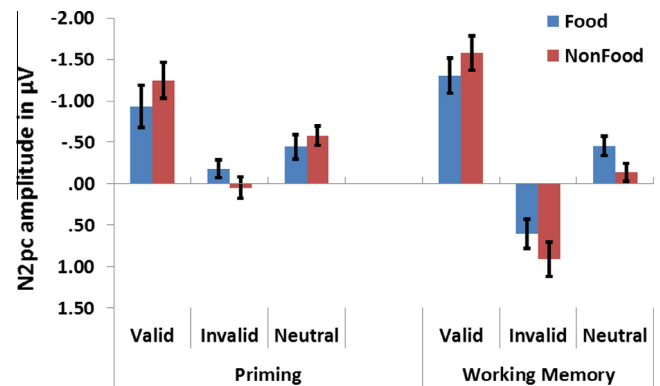 -2.00
Food
-1.50
NonFood
-1.00
-.50
.00
.50
1.00
1.50
N2pc amplitude in µV
Valid Invalid Neutral Valid Invalid Neutral
Priming Working Memory